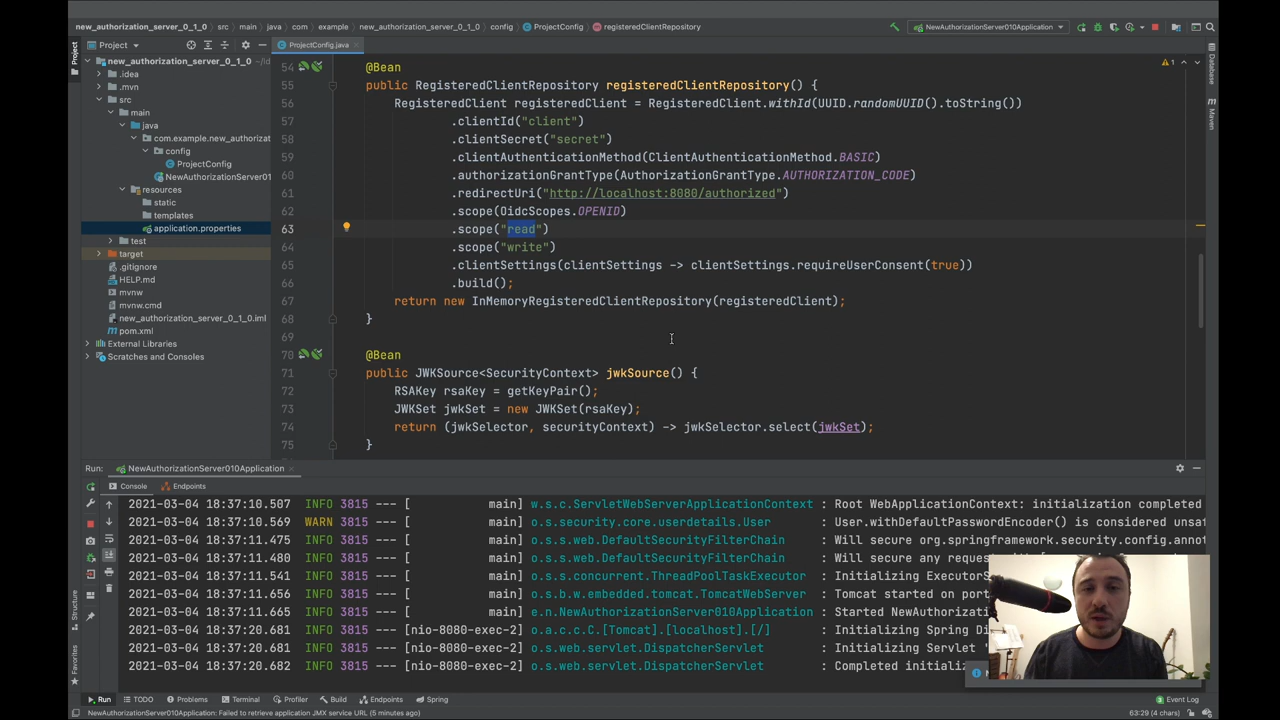 new_authorization_server_0_1_0 src main java com example new_authorization_server_0_1_0 config ProjectConfig registeredClientRepository
NewAuthorizationServer010Application
Project
ProjectConfig.java
new_authorization_server_0_1_0
.idea
.mvn
src
main
java
com.example.new_authorizat
config
ProjectConfig
NewAuthorizationServer01
resources
static
templates
application.properties
test
target
.gitignore
HELP.md
mvnw
mvnw.cmd
new_authorization_server_0_1_0.iml
pom.xml
External Libraries
Scratches and Consoles
Project
Structure
Favorites
54 @Bean
55 public RegisteredClientRepository registeredClientRepository() {
56 RegisteredClient registeredClient = RegisteredClient.withId(UUID.randomUUID().toString())
57 .clientId("client")
58 .clientSecret("secret")
59 .clientAuthenticationMethod(ClientAuthenticationMethod.BASIC)
60 .authorizationGrantType(AuthorizationGrantType.AUTHORIZATION_CODE)
61 .redirectUri("http://localhost:8080/authorized")
62 .scope(OidcScopes.OPENID)
63 .scope("read")
64 .scope("write")
65 .clientSettings(clientSettings -> clientSettings.requireUserConsent(true))
66 .build();
67 return new InMemoryRegisteredClientRepository(registeredClient);
68 }
69
70 @Bean
71 public JWKSource<SecurityContext> jwkSource() {
72 RSAKey rsaKey = getKeyPair();
73 JWKSet jwkSet = new JWKSet(rsaKey);
74 return (jwkSelector, securityContext) -> jwkSelector.select(jwkSet);
75 }
1
Database
Maven
Run: NewAuthorizationServer010Application
Console Endpoints
2021-03-04 18:37:10.507 INFO 3815 --- [ main] w.s.c.ServletWebServerApplicationContext : Root WebApplicationContext: initialization completed
2021-03-04 18:37:10.569 WARN 3815 --- [ main] o.s.security.core.userdetails.User : User.withDefaultPasswordEncoder() is considered unsa
2021-03-04 18:37:11.475 INFO 3815 --- [ main] o.s.s.web.DefaultSecurityFilterChain : Will secure org.springframework.security.config.anno
2021-03-04 18:37:11.480 INFO 3815 --- [ main] o.s.s.web.DefaultSecurityFilterChain : Will secure any reques
2021-03-04 18:37:11.541 INFO 3815 --- [ main] o.s.s.concurrent.ThreadPoolTaskExecutor : Initializing ExecutorS
2021-03-04 18:37:11.656 INFO 3815 --- [ main] o.s.b.w.embedded.tomcat.TomcatWebServer : Tomcat started on port
2021-03-04 18:37:11.665 INFO 3815 --- [ main] e.n.NewAuthorizationServer010Application : Started NewAuthoriza
2021-03-04 18:37:20.681 INFO 3815 --- [nio-8080-exec-2] o.a.c.c.C.[Tomcat].[localhost].[/] : Initializing Spring Di
2021-03-04 18:37:20.681 INFO 3815 --- [nio-8080-exec-2] o.s.web.servlet.DispatcherServlet : Initializing Servlet '
2021-03-04 18:37:20.682 INFO 3815 --- [nio-8080-exec-2] o.s.web.servlet.DispatcherServlet : Completed initializ
Run TODO Problems Terminal Profiler Build Endpoints Spring Event Log
NewAuthorizationServer010Application: Failed to retrieve application JMX service URL (5 minutes ago) 63:29 (4 chars)